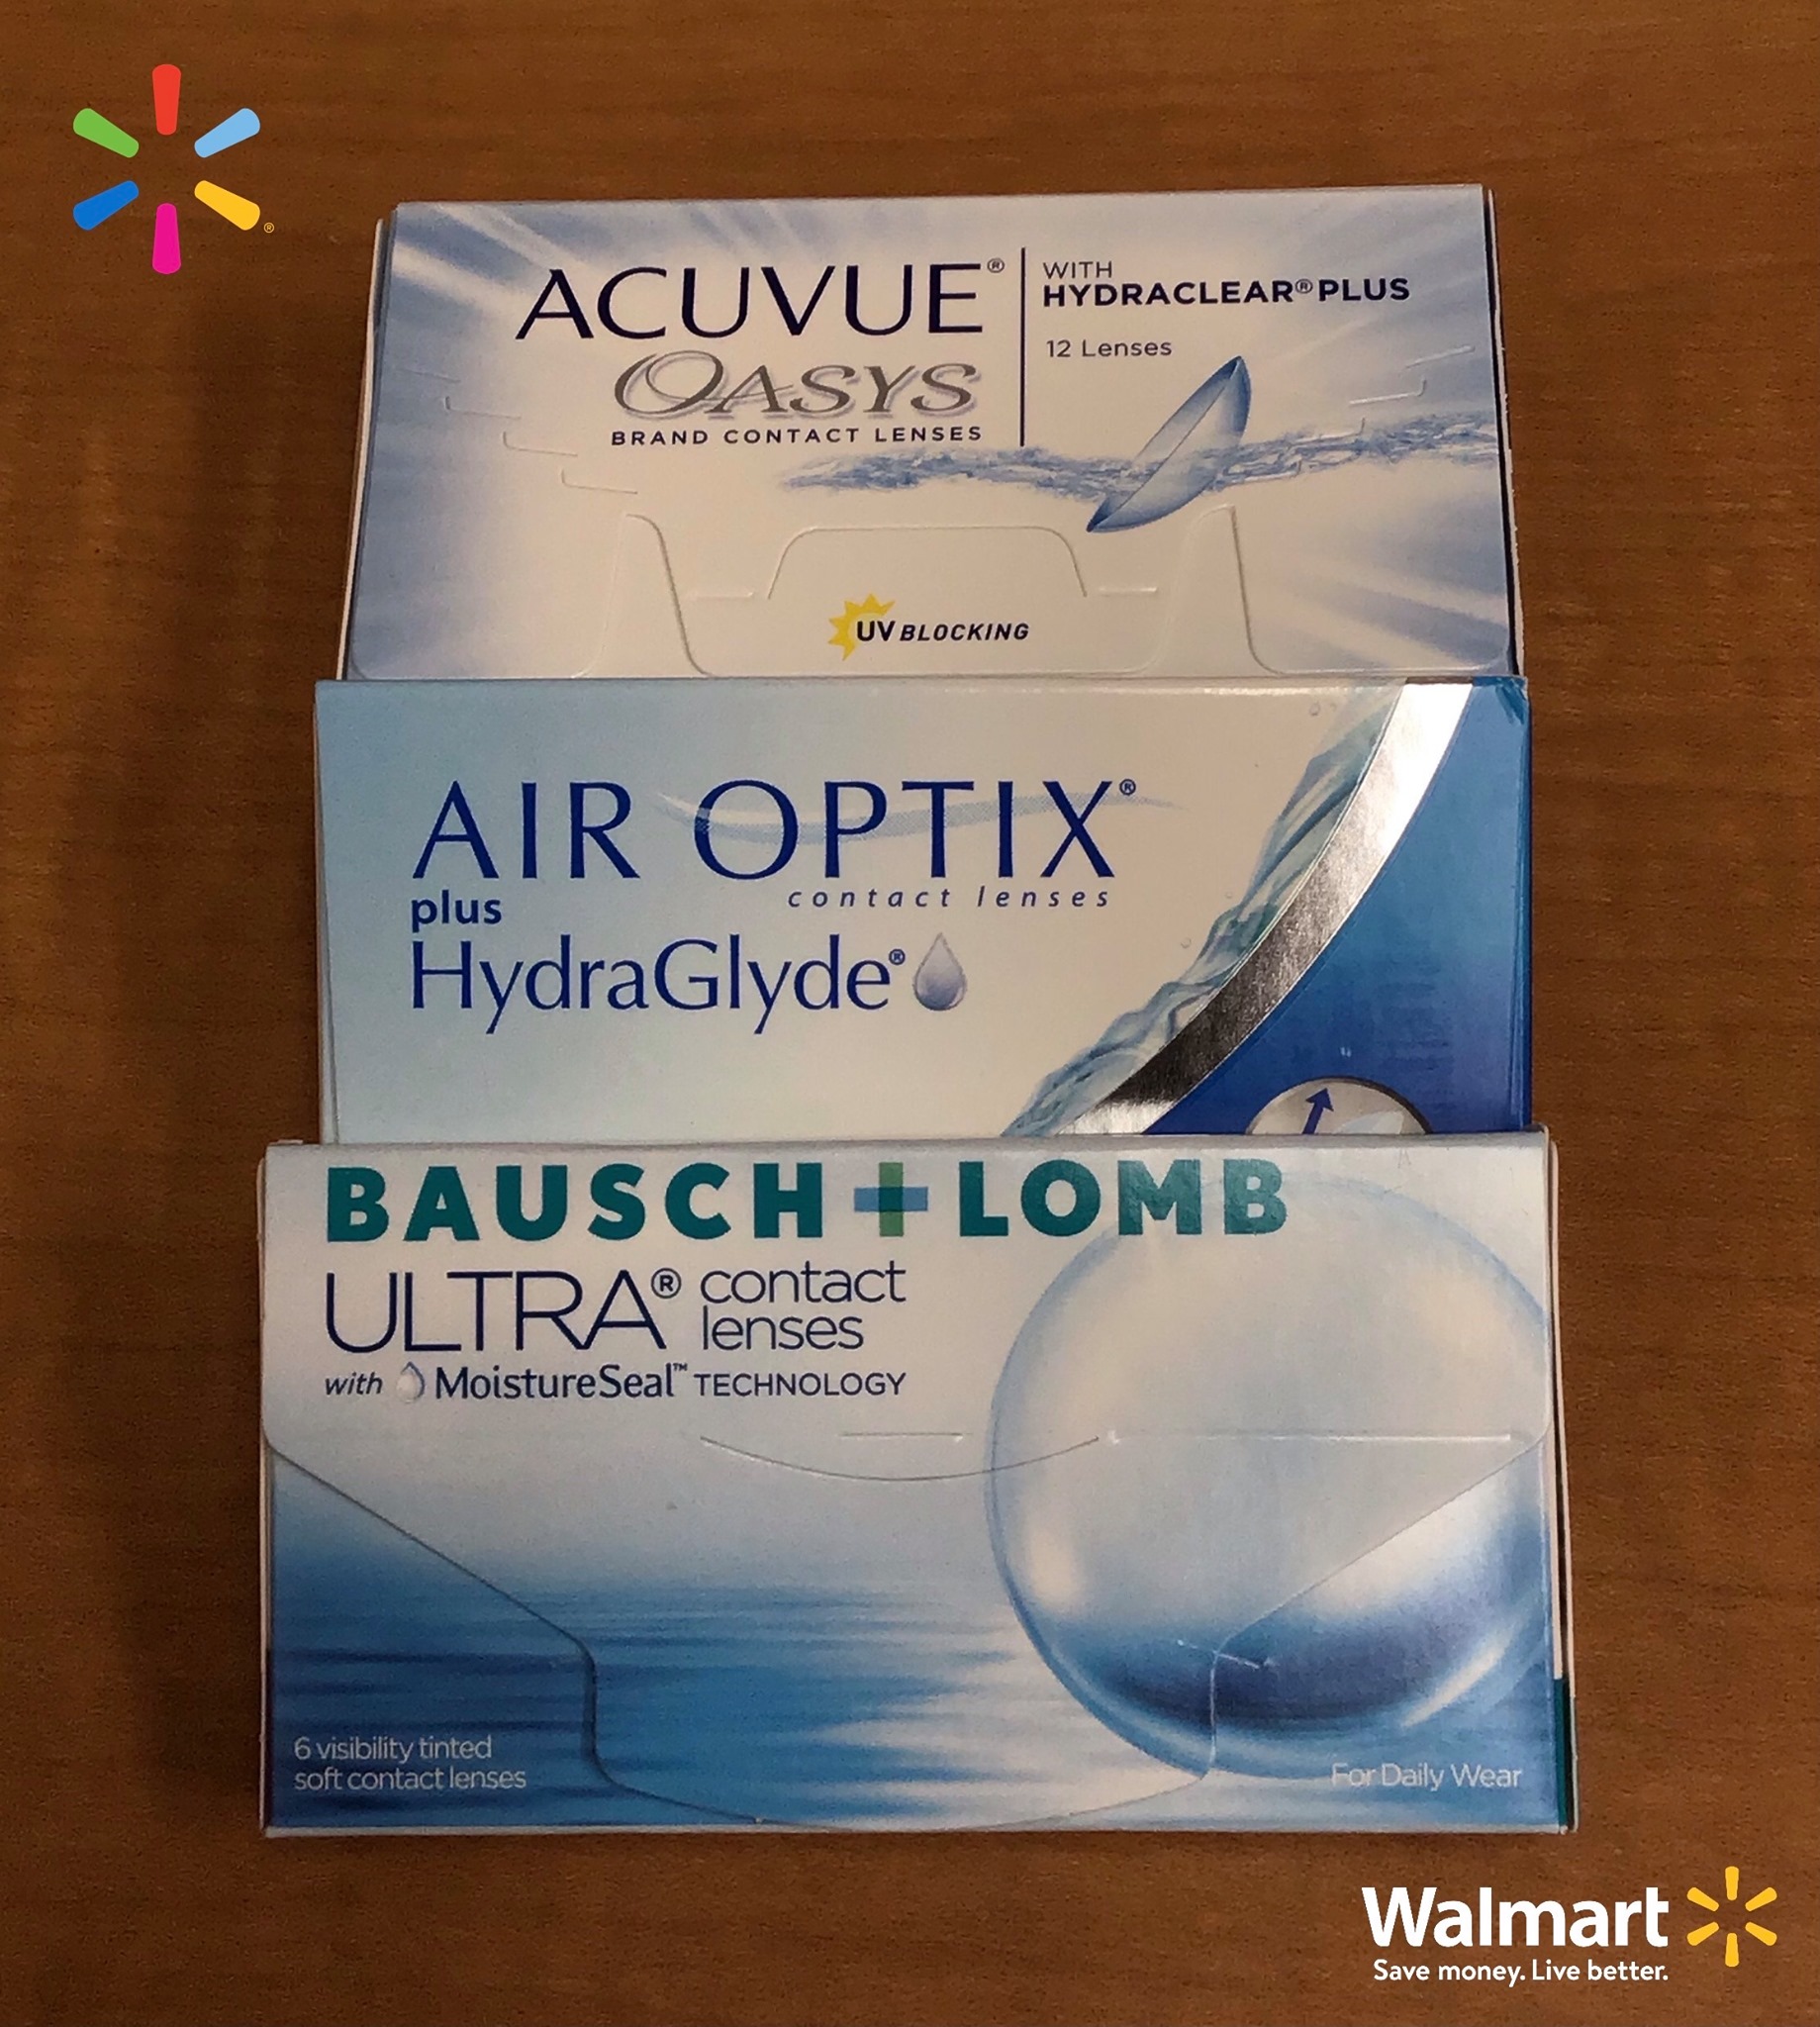 ACUVUE®
OASYS
BRAND CONTACT LENSES
WITH
HYDRACLEAR® PLUS
12 Lenses
UV BLOCKING
AIR OPTIX®
contact lenses
plus
HydraGlyde®
BAUSCH + LOMB
ULTRA® contact
lenses
with MoistureSeal™ TECHNOLOGY
6 visibility tinted
soft contact lenses
For Daily Wear
Walmart
Save money. Live better.
®